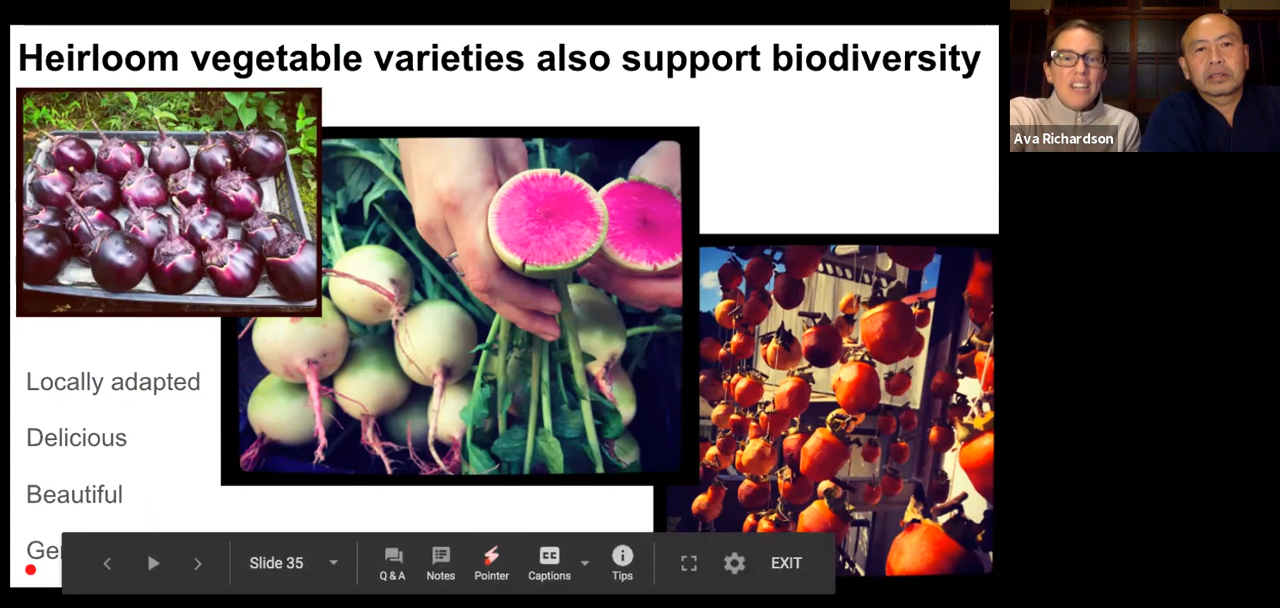 Heirloom vegetable varieties also support biodiversity
Ava Richardson
Locally adapted
Delicious
Beautiful
Slide 35
Q & A
Notes
Pointer
CC
Captions
Tips
EXIT